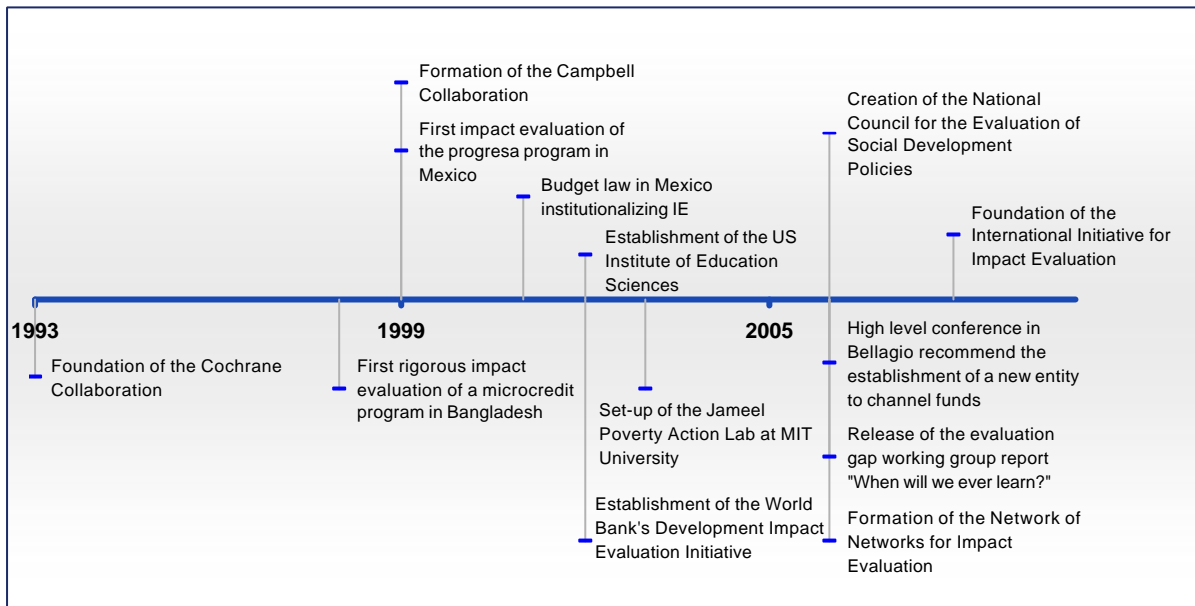 Formation of the Campbell
Collaboration
First impact evaluation of
the progresa program in
Mexico
Budget law in Mexico
institutionalizing IE
Establishment of the US
Institute of Education
Sciences
Creation of the National
Council for the Evaluation of
Social Development
Policies
Foundation of the
International Initiative for
Impact Evaluation
1993
1999
2005
Foundation of the Cochrane
Collaboration
First rigorous impact
evaluation of a microcredit
program in Bangladesh
Set-up of the Jameel
Poverty Action Lab at MIT
University
Establishment of the World
Bank's Development Impact
Evaluation Initiative
High level conference in
Bellagio recommend the
establishment of a new entity
to channel funds
Release of the evaluation
gap working group report
"When will we ever learn?"
Formation of the Network of
Networks for Impact
Evaluation